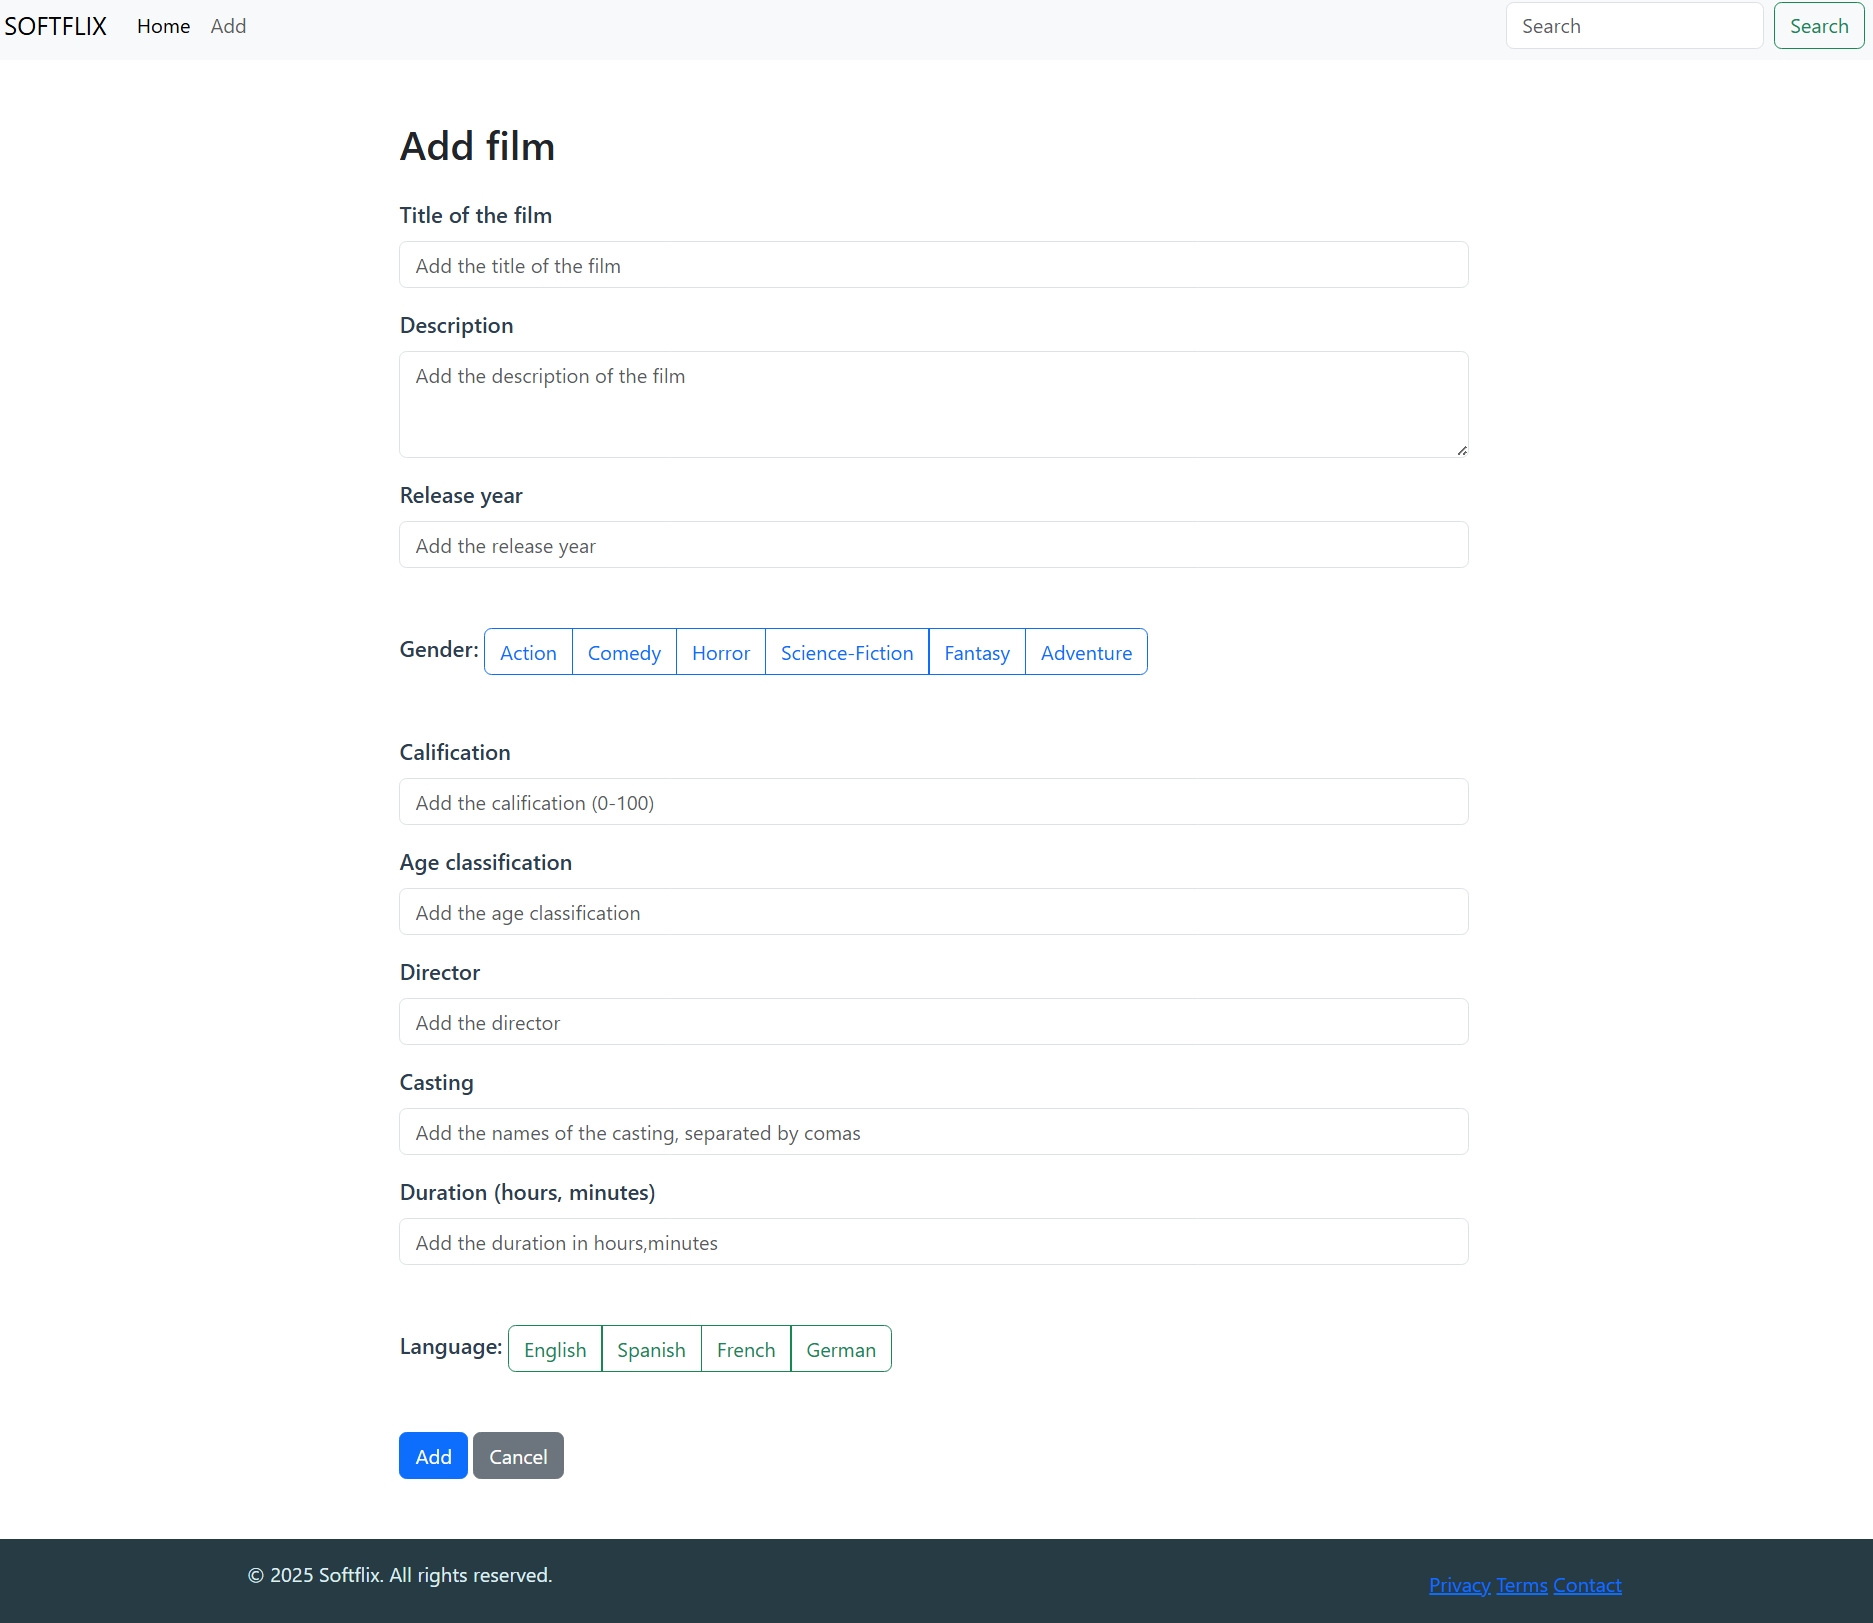 SOFTFLIX Home Add Search Search
Add film
Title of the film
Add the title of the film
Description
Add the description of the film
Release year
Add the release year
Gender: Action Comedy Horror Science-Fiction Fantasy Adventure
Calification
Add the calification (0-100)
Age classification
Add the age classification
Director
Add the director
Casting
Add the names of the casting, separated by comas
Duration (hours, minutes)
Add the duration in hours,minutes
Language: English Spanish French German
Add Cancel
© 2025 Softflix. All rights reserved.
Privacy Terms Contact